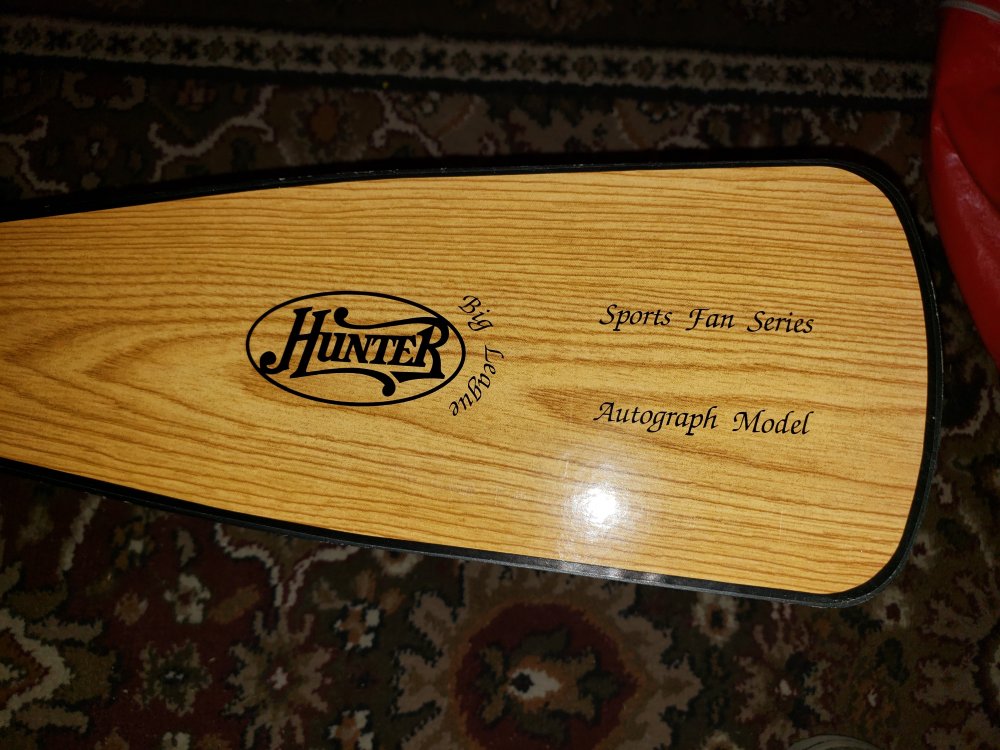 HUNTER
Big League
Sports Fan Series
Autograph Model